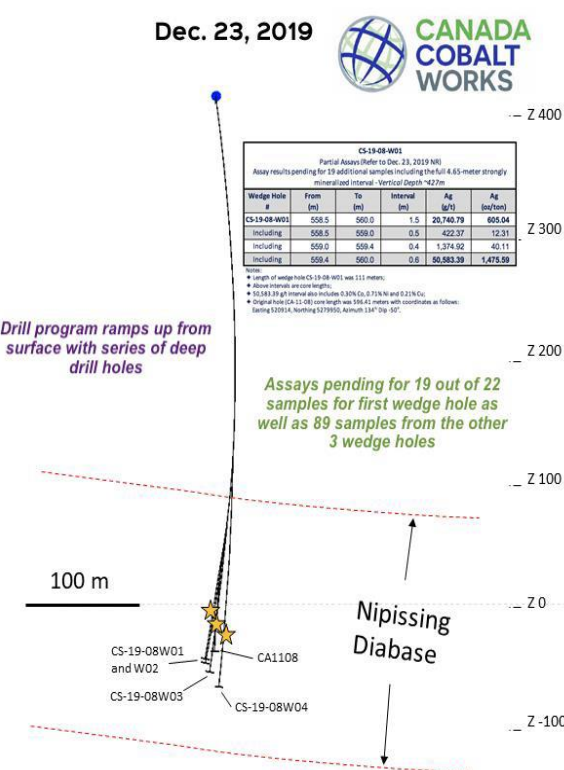 Dec. 23, 2019
CANADA
COBALT
WORKS
Z 400
CS-19-08-W01
Partial Assays (Refer to Dec. 23, 2019 NR)
Assay results pending for 19 additional samples including the full 4.65-meter strongly
mineralized interval - Vertical Depth ~427m
Wedge Hole # From (m) To (m) Interval (m) Ag (g/t) Ag (oz/ton)
CS-19-08-W01 558.5 560.0 1.5 20,740.79 605.04
Including 558.5 559.0 0.5 422.37 12.31
Including 559.0 559.4 0.4 1,374.92 40.11
Including 559.4 560.0 0.6 50,583.39 1,475.59
Notes:
Length of wedge hole CS-19-08-W01 was 111 meters;
Above intervals are core lengths;
50,583.39 g/t interval also includes 0.30% Co, 0.71% Ni and 0.21% Cu;
Original hole (CA-11-08) core length was 596.41 meters with coordinates as follows:
Easting 520914, Northing 5279950, Azimuth 134° Dip -50°.
Z 300
Drill program ramps up from
surface with series of deep
drill holes
Z 200
Assays pending for 19 out of 22
samples for first wedge hole as
well as 89 samples from the other
3 wedge holes
Z 100
100 m
Z 0
Nipissing
Diabase
CS-19-08W01
and W02
CA1108
CS-19-08W03
CS-19-08W04
Z -100